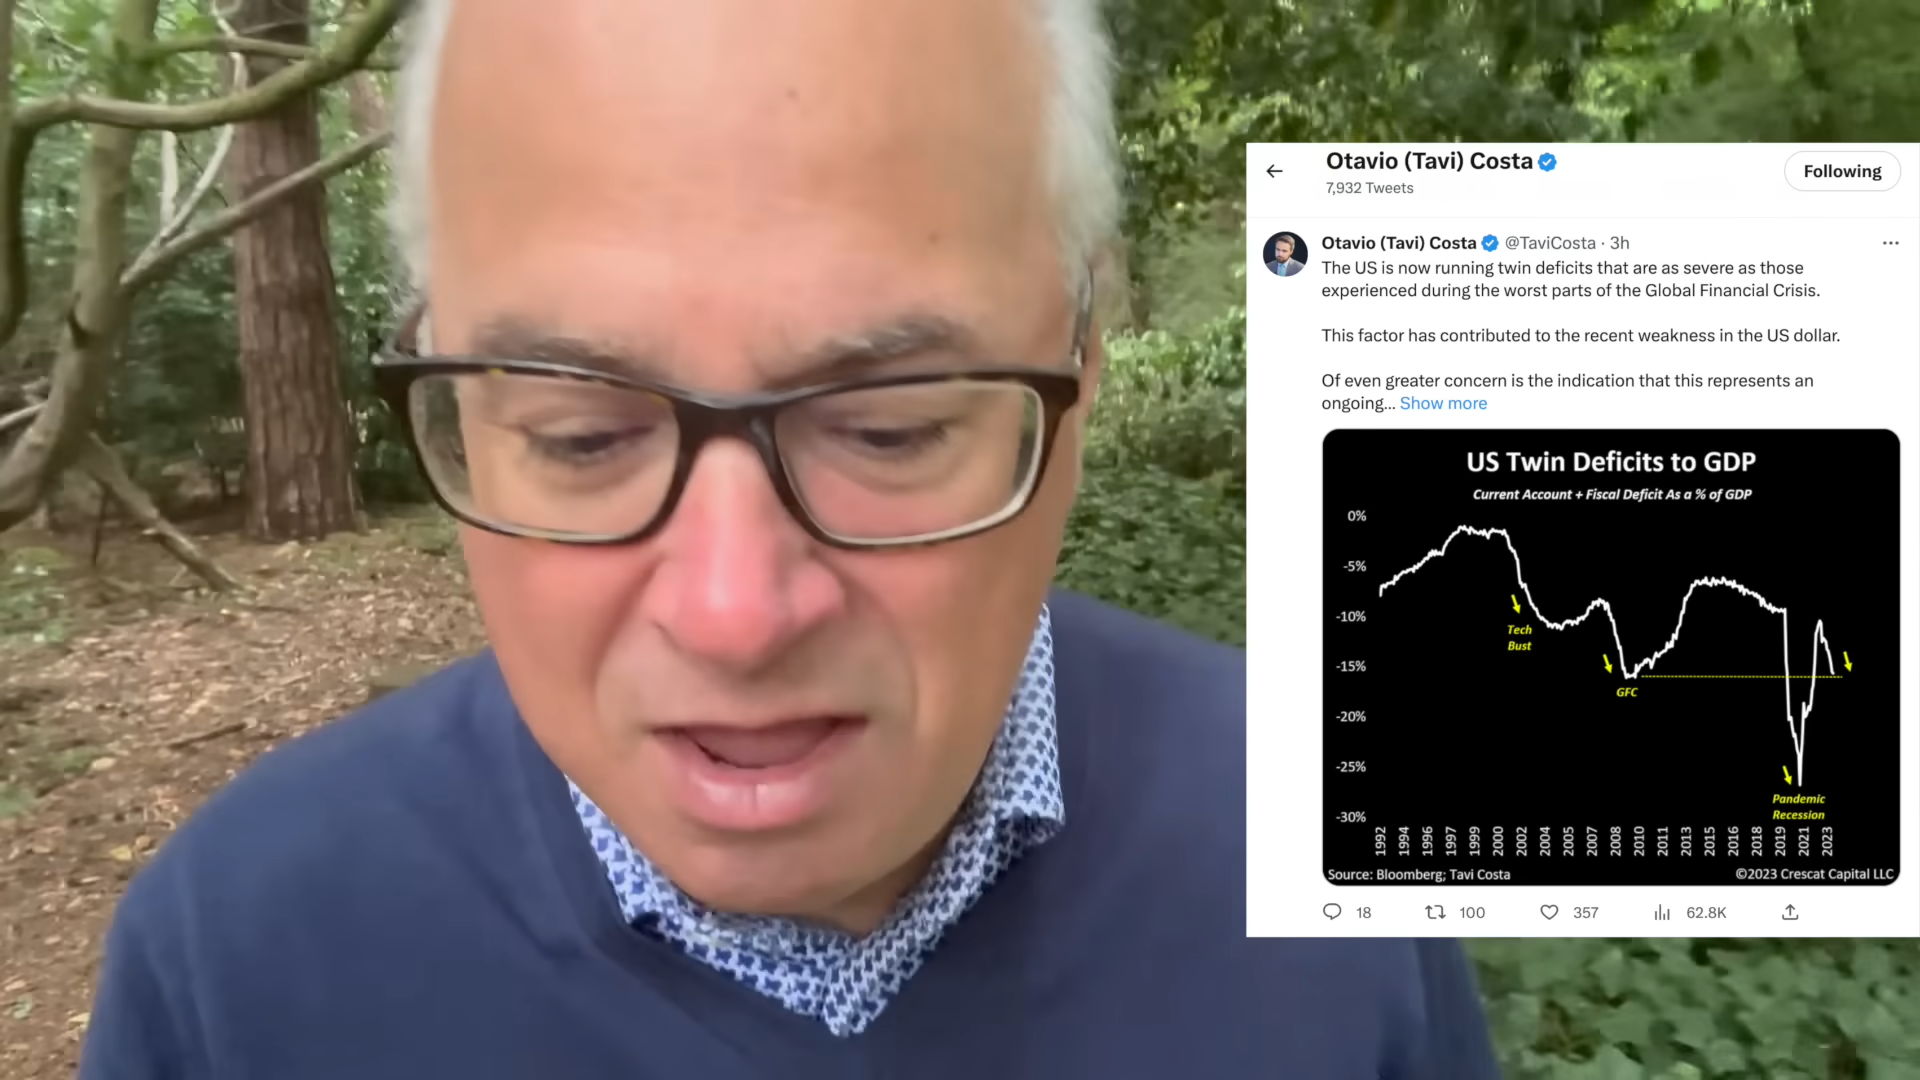 Otavio (Tavi) Costa
7,932 Tweets
Following
Otavio (Tavi) Costa @TaviCosta · 3h
The US is now running twin deficits that are as severe as those
experienced during the worst parts of the Global Financial Crisis.
This factor has contributed to the recent weakness in the US dollar.
Of even greater concern is the indication that this represents an
ongoing... Show more
US Twin Deficits to GDP
Current Account + Fiscal Deficit As a % of GDP
0%
-5%
-10%
-15%
-20%
-25%
-30%
Tech
Bust
GFC
Pandemic
Recession
1992
1994
1996
1997
1999
2000
2002
2004
2005
2007
2008
2010
2011
2013
2015
2016
2018
2019
2021
2023
Source: Bloomberg; Tavi Costa
©2023 Crescat Capital LLC
18
100
357
62.8K